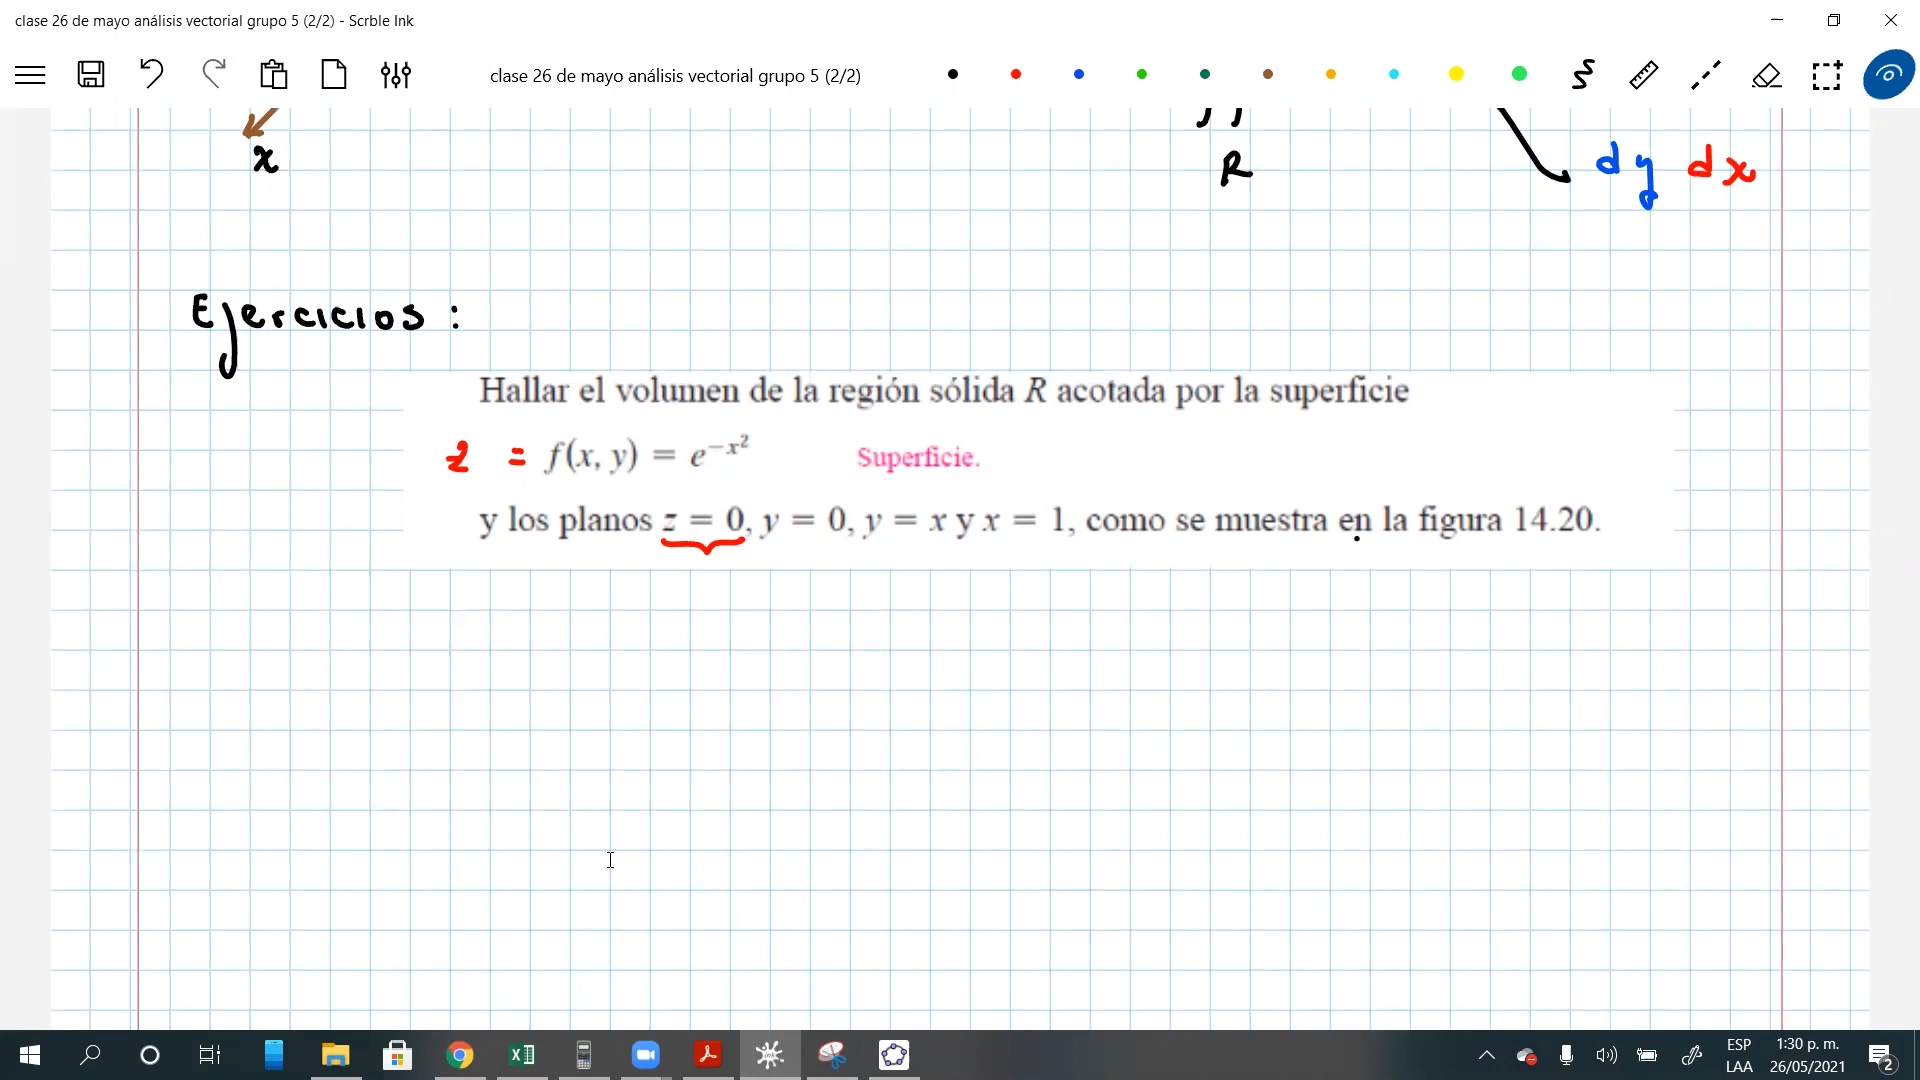 clase 26 de mayo análisis vectorial grupo 5 (2/2) - Scrble Ink
clase 26 de mayo análisis vectorial grupo 5 (2/2)
x
R
dy dx
Ejercicios :
Hallar el volumen de la región sólida R acotada por la superficie
z = f(x, y) = e^{-x^2} Superficie.
y los planos z = 0, y = 0, y = x y x = 1, como se muestra en la figura 14.20.
ESP
LAA
1:30 p. m.
26/05/2021
2